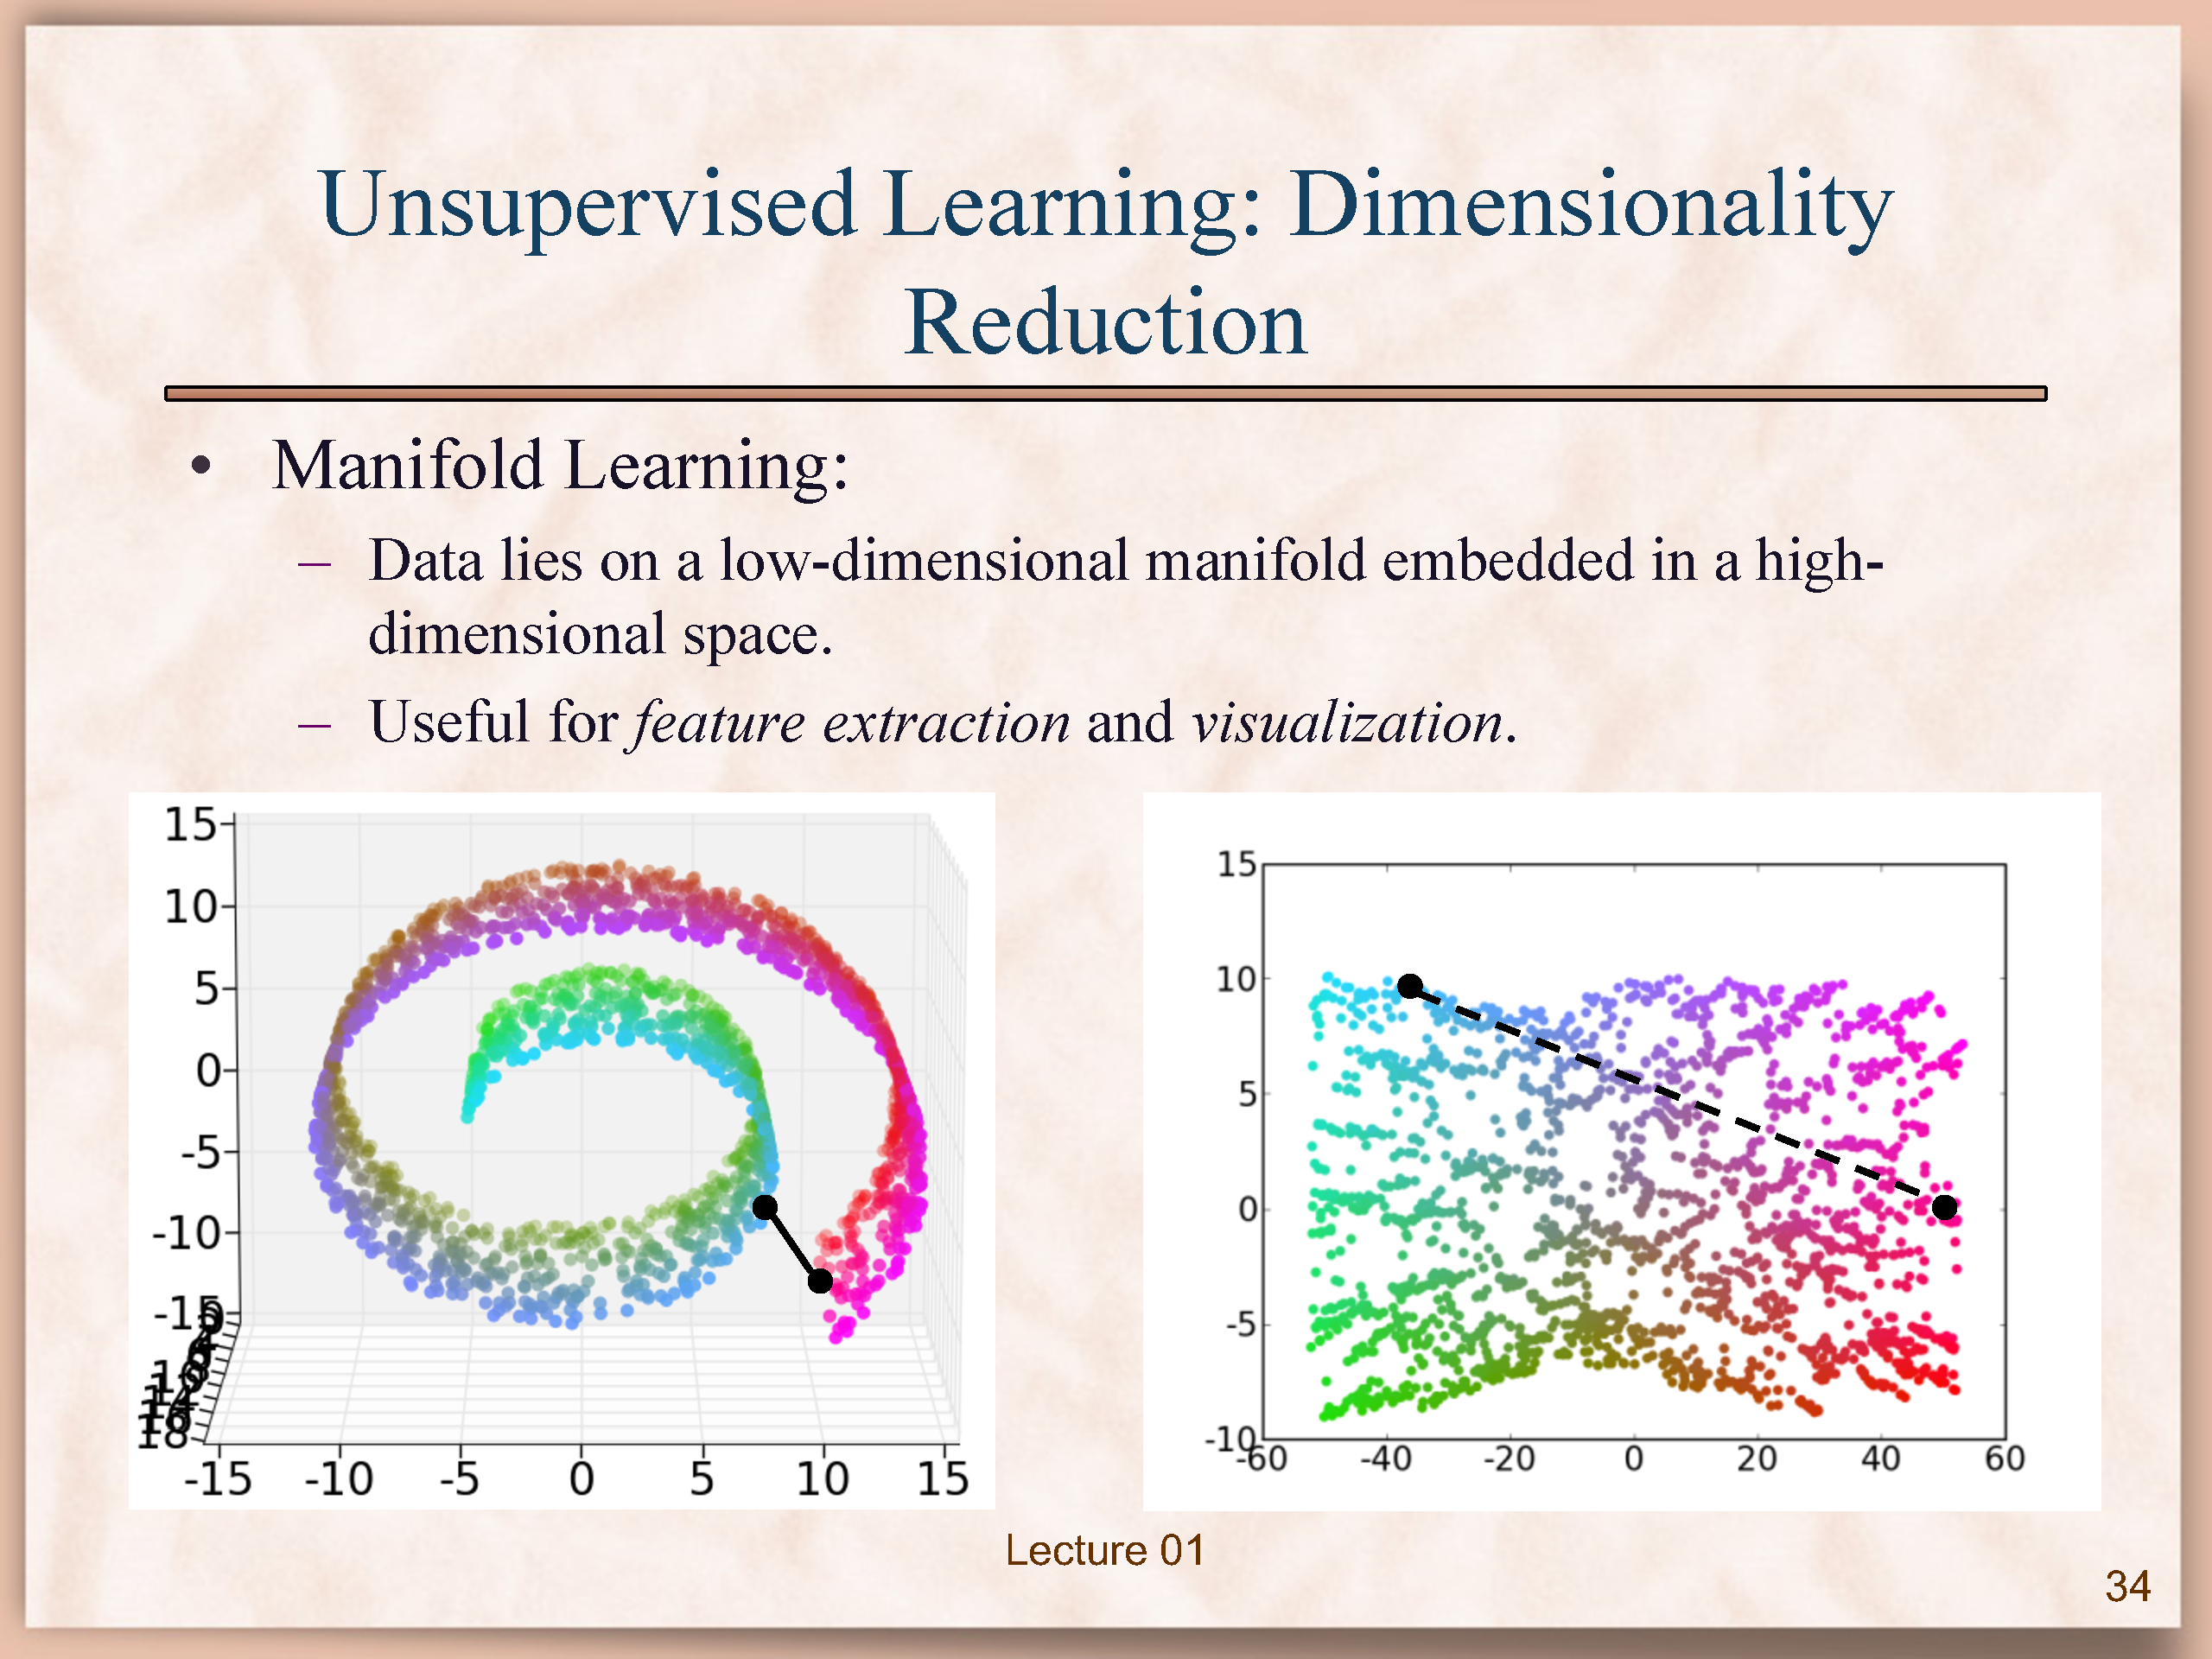 Unsupervised Learning: Dimensionality
Reduction
• Manifold Learning:
– Data lies on a low-dimensional manifold embedded in a high-
dimensional space.
– Useful for feature extraction and visualization.
15
10
5
0
-5
-10
-15
18
-15 -10 -5 0 5 10 15
15
10
5
0
-5
-10
-60 -40 -20 0 20 40 60
Lecture 01
34